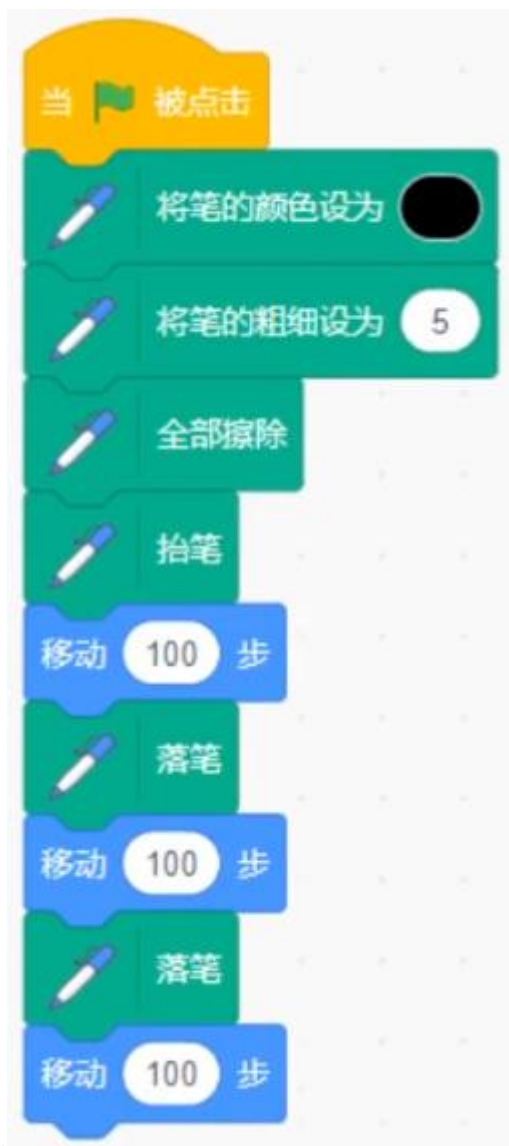 当 被点击
将笔的颜色设为
将笔的粗细设为 5
全部擦除
抬笔
移动 100 步
落笔
移动 100 步
落笔
移动 100 步